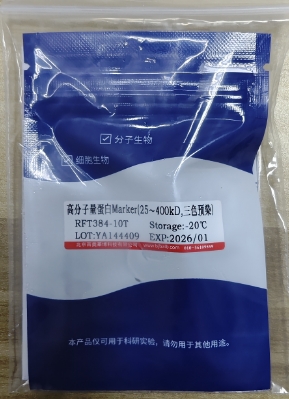 分子生物
细胞生物
高分子量蛋白Marker(25~400kD,三色预染)
RFT384-10T Storage:-20℃
LOT:YA144409 EXP:2026/01
本产品仅可用于科研实验，请勿用于其他用途。